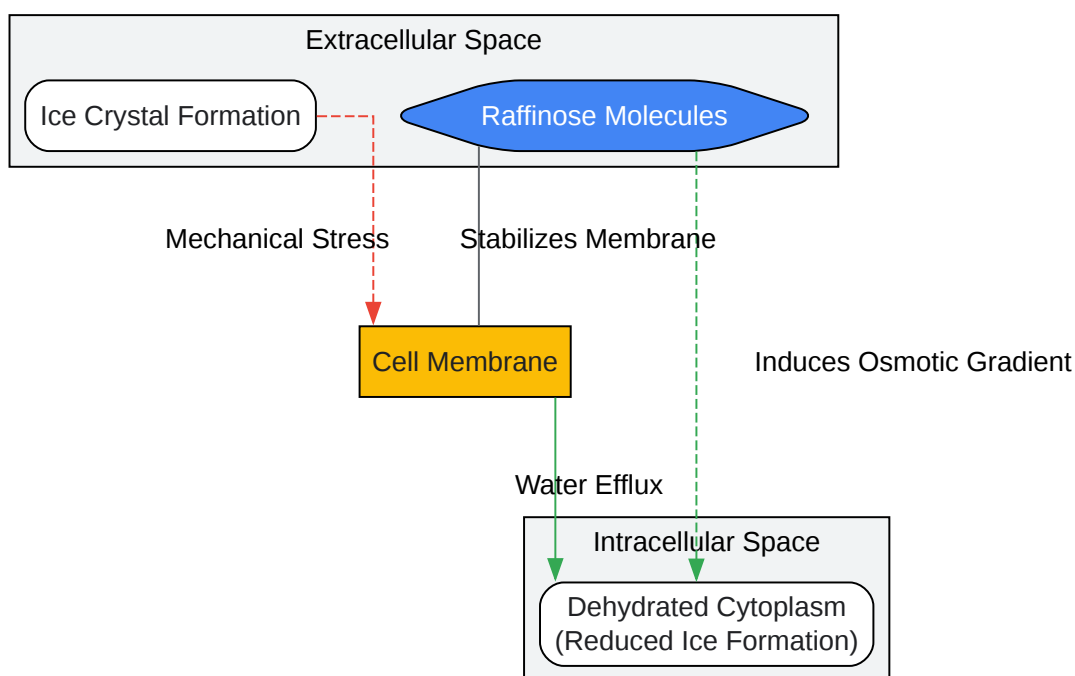 Extracellular Space
Ice Crystal Formation
Raffinose Molecules
Mechanical Stress
Stabilizes Membrane
Cell Membrane
Induces Osmotic Gradient
Water Efflux
Intracellular Space
Dehydrated Cytoplasm
(Reduced Ice Formation)